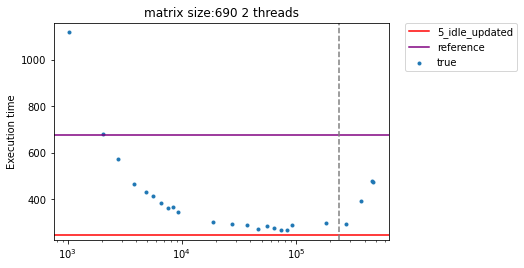 matrix size:690 2 threads
5_idle_updated
reference
true
Execution time
1000
800
600
400
10³
10⁴
10⁵